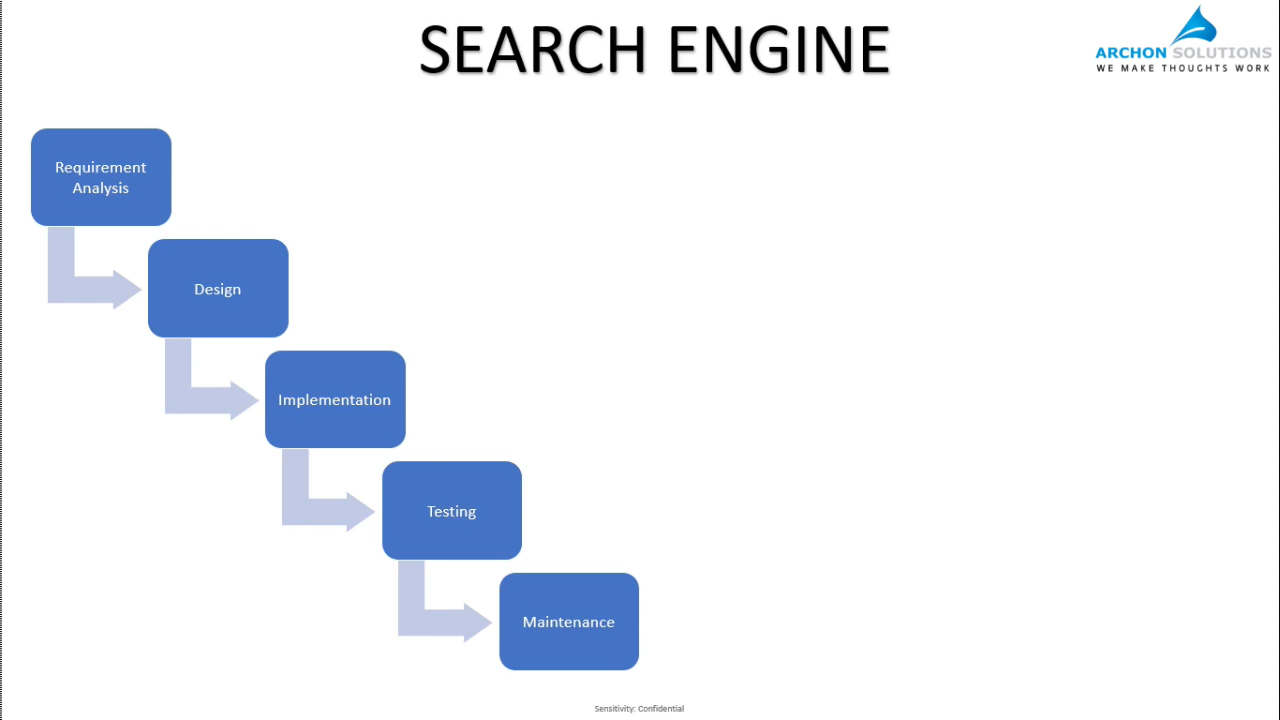 SEARCH ENGINE
ARCHON SOLUTIONS
WE MAKE THOUGHTS WORK
Requirement
Analysis
Design
Implementation
Testing
Maintenance
Sensitivity: Confidential